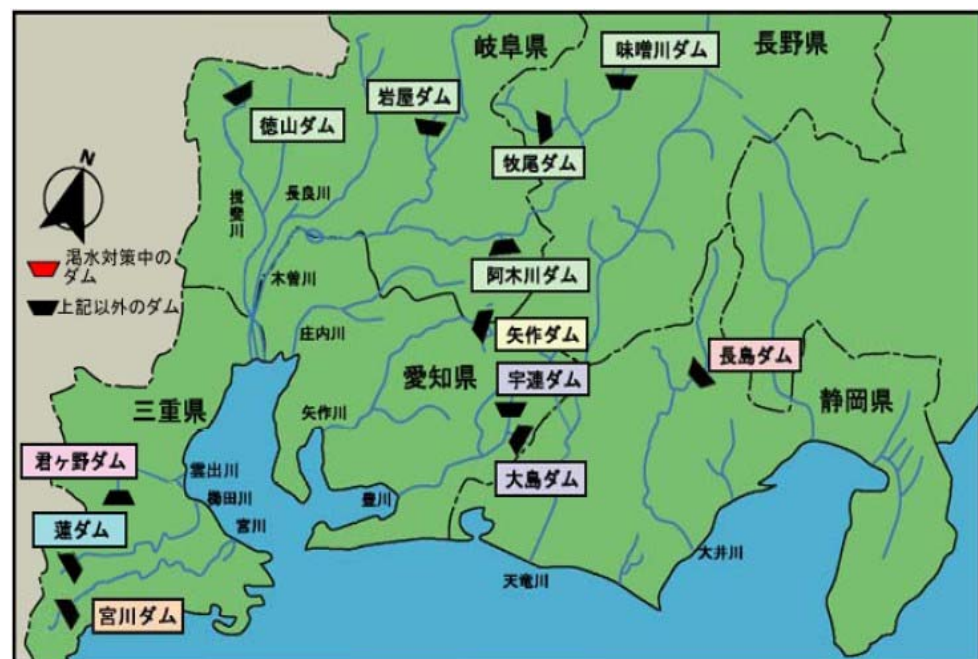 岐阜県
味噌川ダム
長野県
岩屋ダム
徳山ダム
牧尾ダム
N
揖斐川
長良川
渇水対策中の
ダム
上記以外のダム
木曽川
阿木川ダム
庄内川
矢作ダム
長島ダム
愛知県
宇連ダム
静岡県
三重県
矢作川
君ヶ野ダム
雲出川
大島ダム
櫛田川
豊川
宮川
蓮ダム
大井川
天竜川
宮川ダム